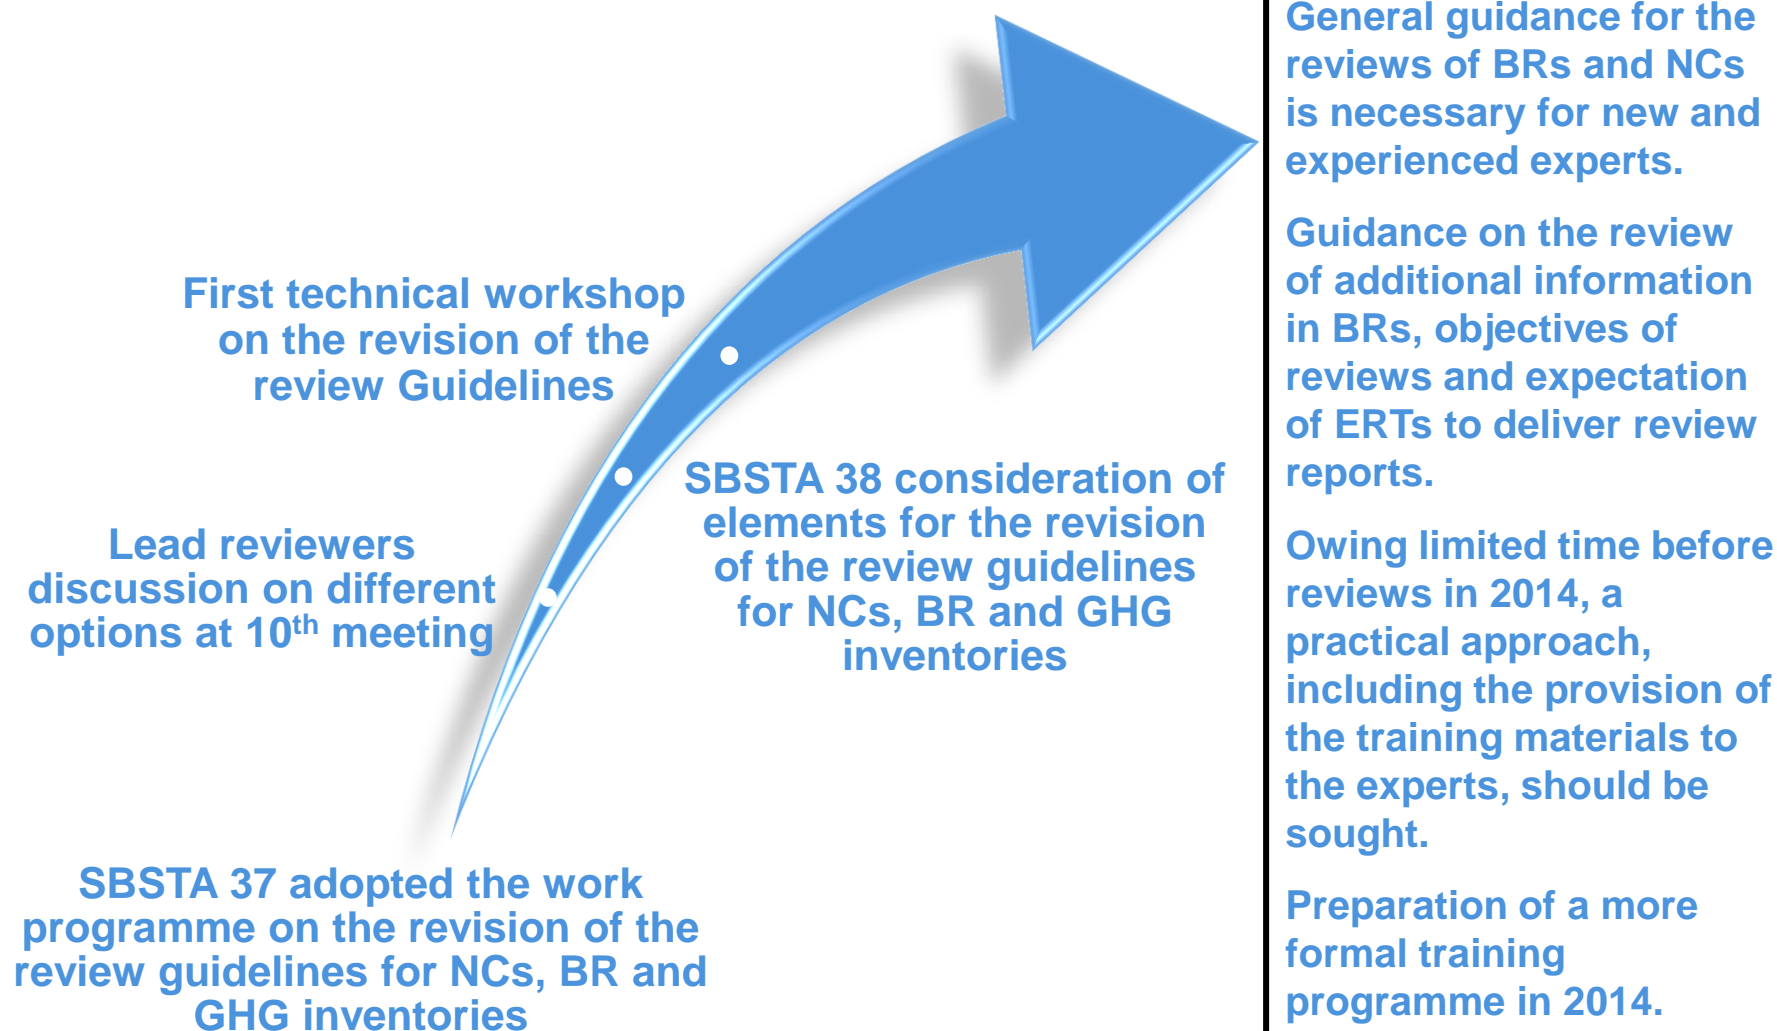 First technical workshop
on the revision of the
review Guidelines
Lead reviewers
discussion on different
options at 10th meeting
SBSTA 38 consideration of
elements for the revision
of the review guidelines
for NCs, BR and GHG
inventories
SBSTA 37 adopted the work
programme on the revision of the
review guidelines for NCs, BR and
GHG inventories
General guidance for the
reviews of BRs and NCs
is necessary for new and
experienced experts.
Guidance on the review
of additional information
in BRs, objectives of
reviews and expectation
of ERTs to deliver review
reports.
Owing limited time before
reviews in 2014, a
practical approach,
including the provision of
the training materials to
the experts, should be
sought.
Preparation of a more
formal training
programme in 2014.